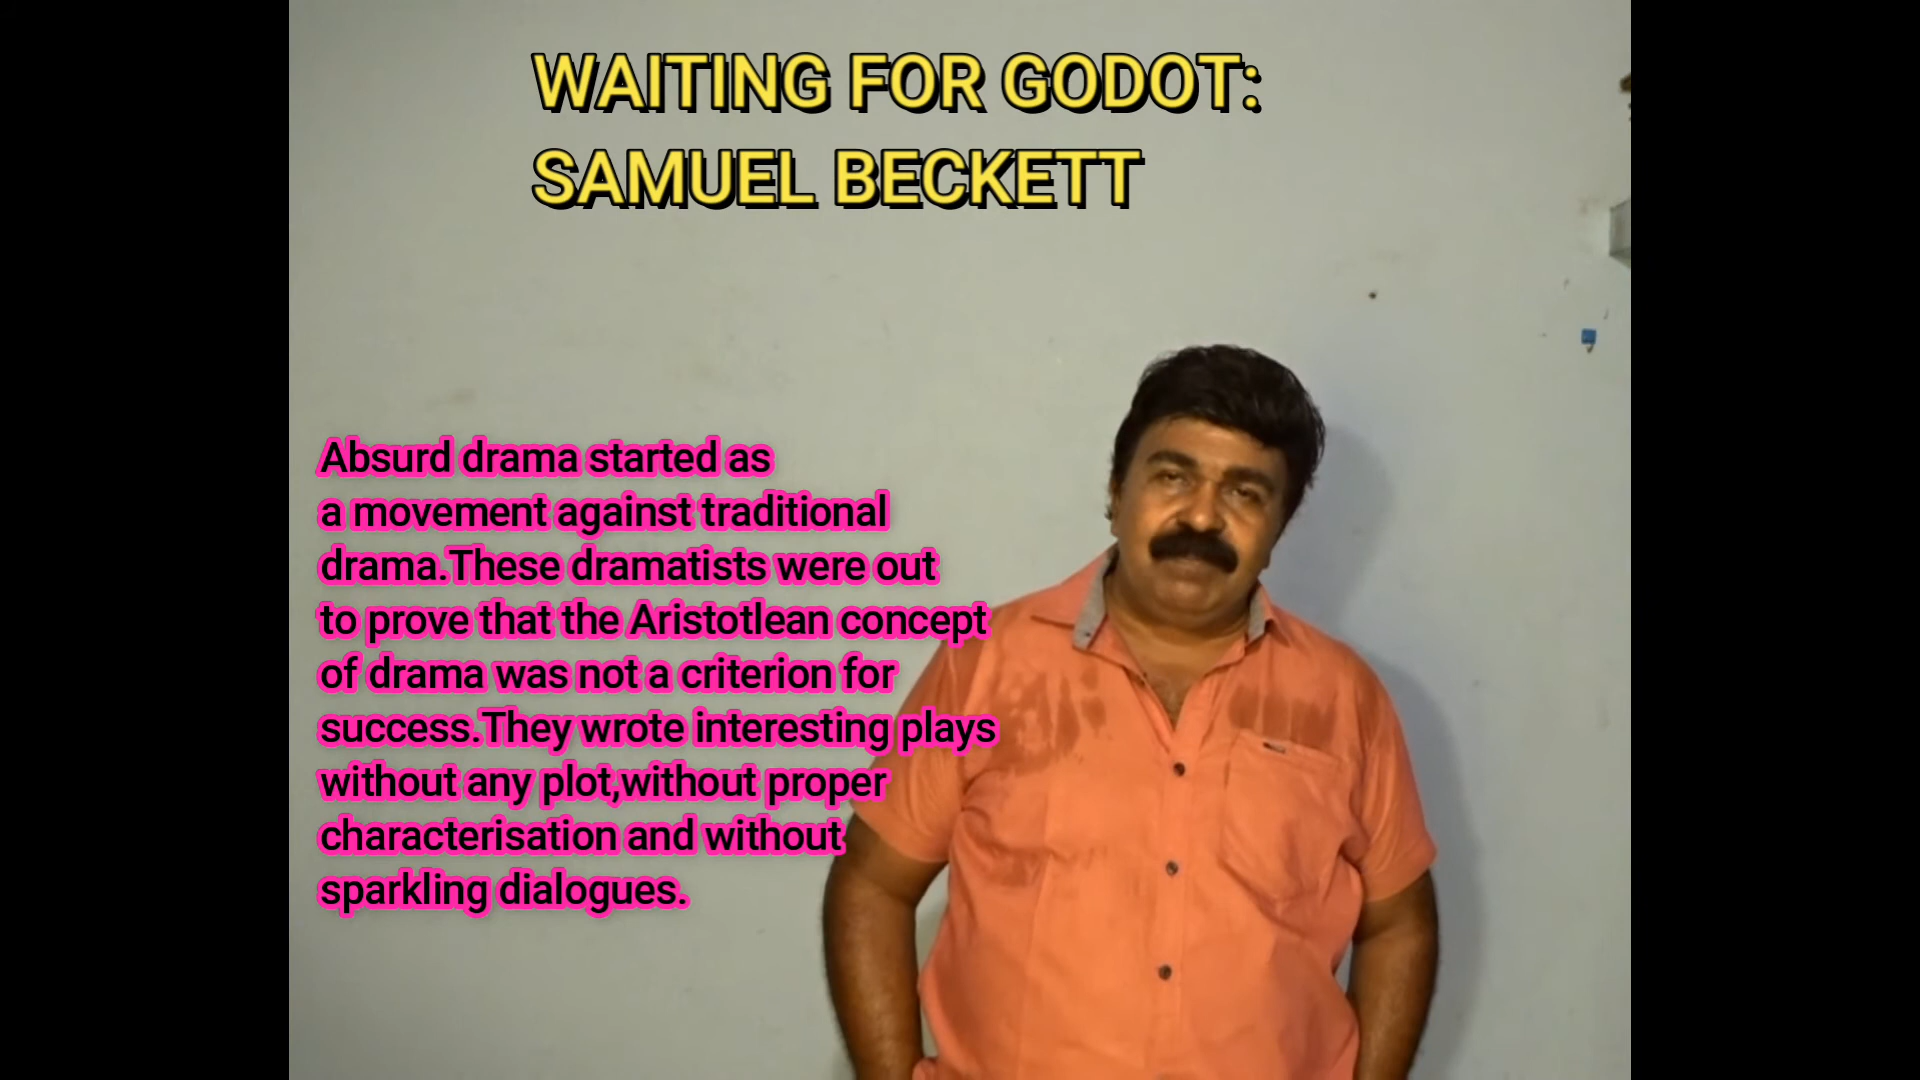 WAITING FOR GODOT:
SAMUEL BECKETT
Absurd drama started as
a movement against traditional
drama.These dramatists were out
to prove that the Aristotlean concept
of drama was not a criterion for
success.They wrote interesting plays
without any plot,without proper
characterisation and without
sparkling dialogues.